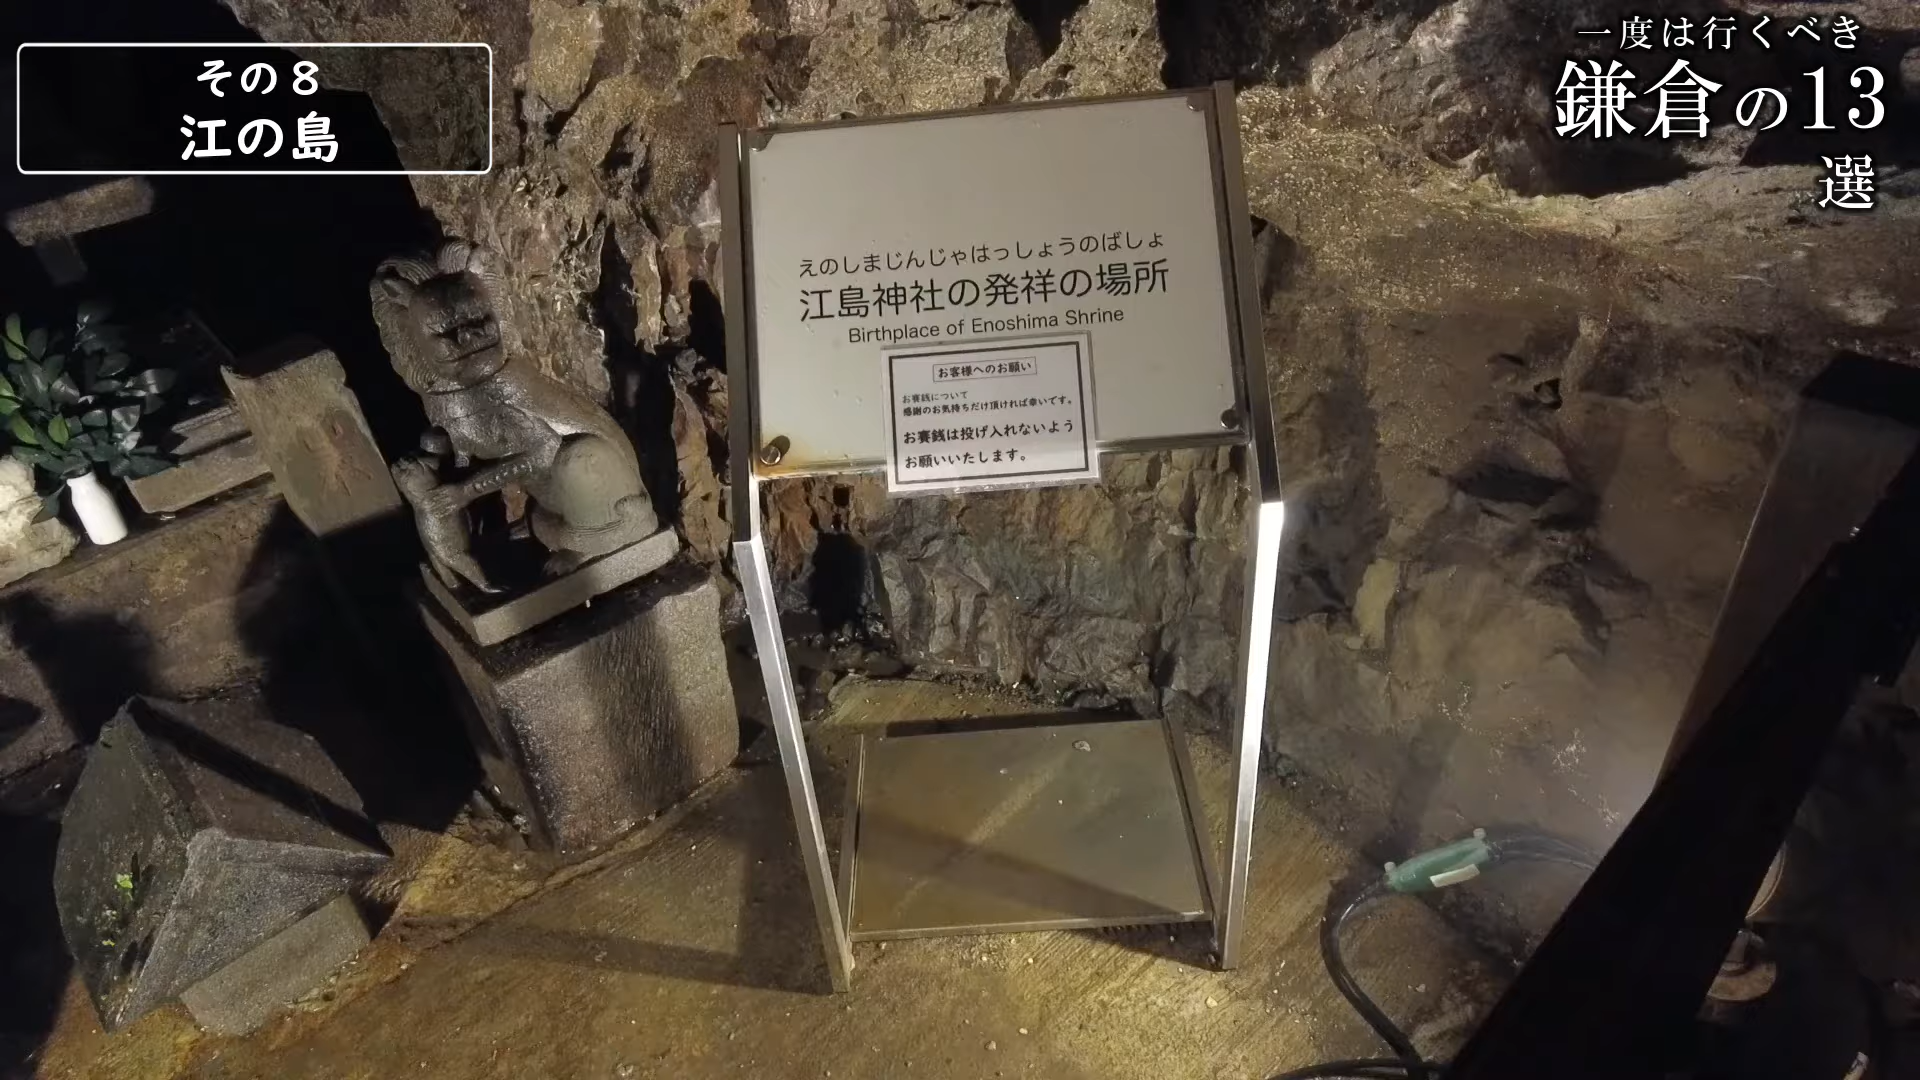 その８
江の島
一度は行くべき
鎌倉の13
選
えのしまじんじゃはっしょうのばしょ
江島神社の発祥の場所
Birthplace of Enoshima Shrine
お客様へのお願い
お賽銭について
感謝のお気持ちだけ頂ければ幸いです。
お賽銭は投げ入れないよう
お願いいたします。